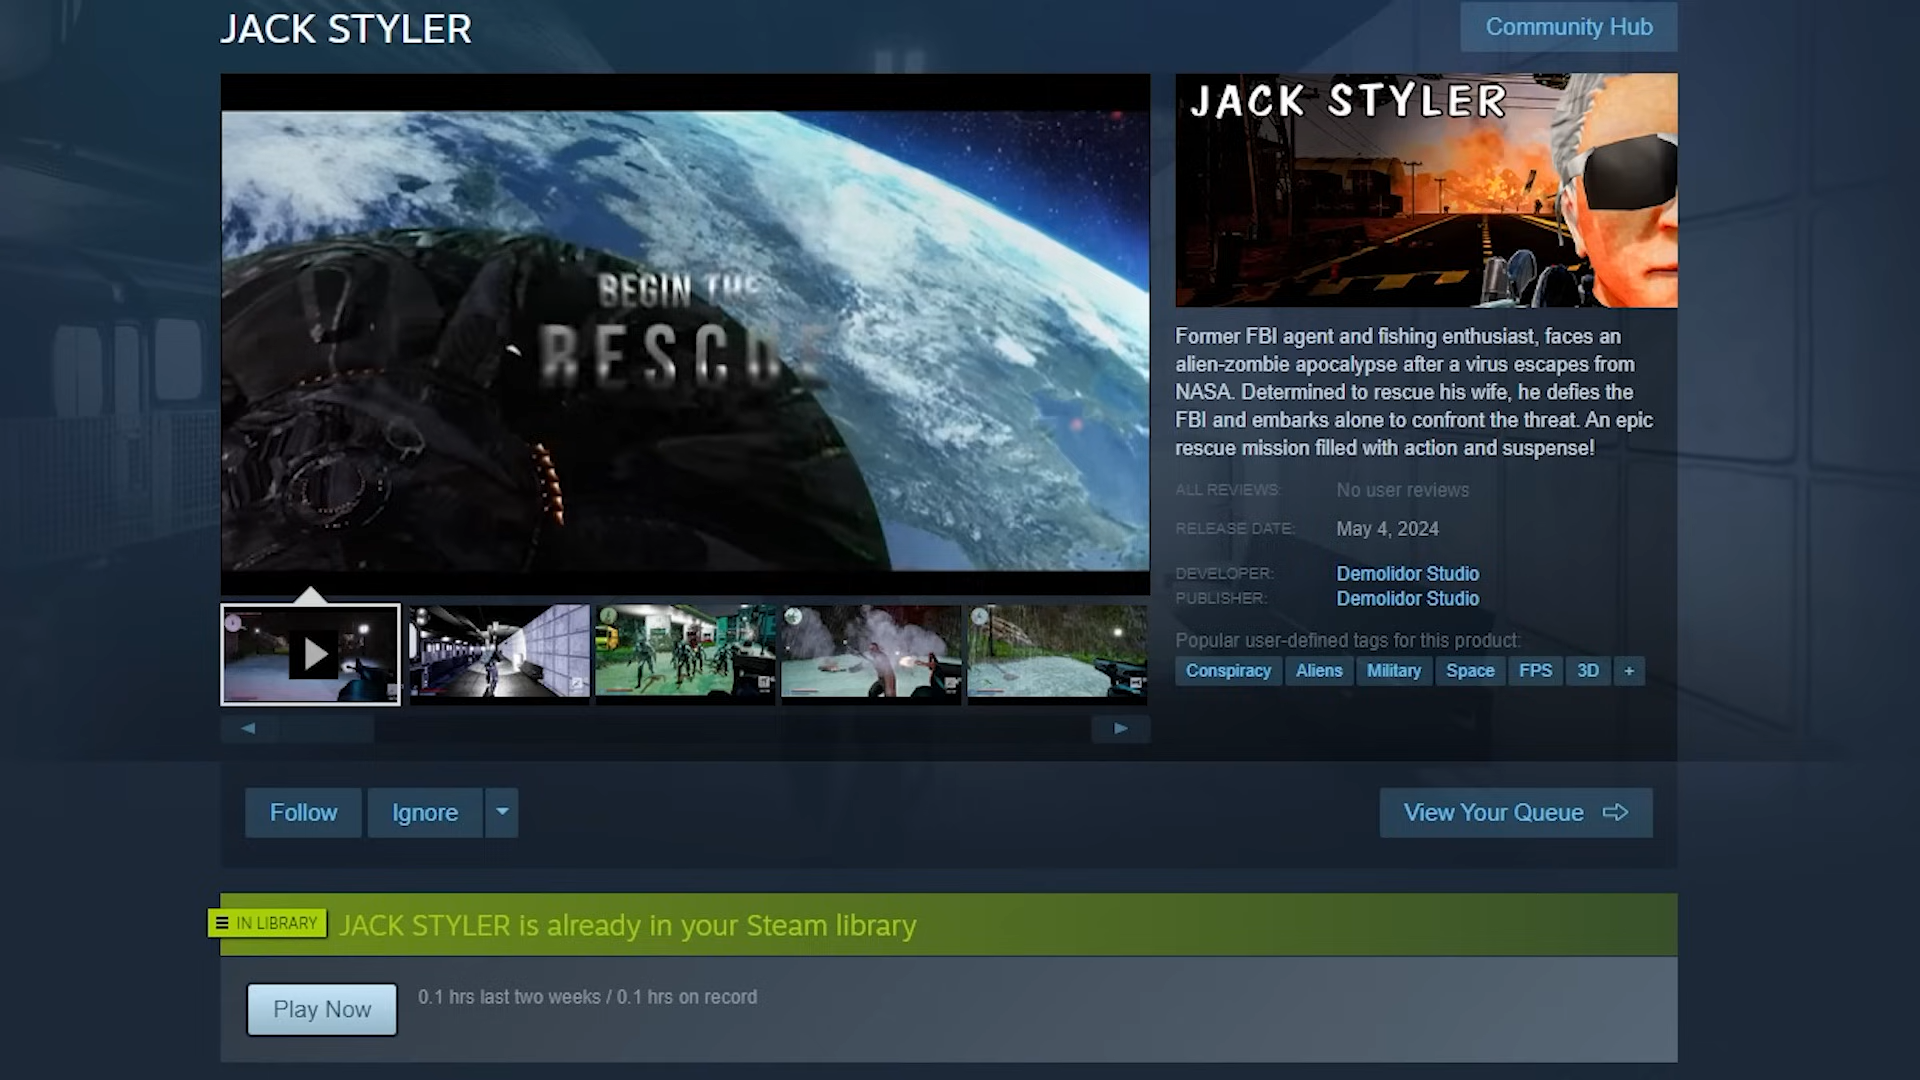 JACK STYLER
Community Hub
BEGIN THE
RESCUE
JACK STYLER
Former FBI agent and fishing enthusiast, faces an
alien-zombie apocalypse after a virus escapes from
NASA. Determined to rescue his wife, he defies the
FBI and embarks alone to confront the threat. An epic
rescue mission filled with action and suspense!
ALL REVIEWS: No user reviews
RELEASE DATE: May 4, 2024
DEVELOPER: Demolidor Studio
PUBLISHER: Demolidor Studio
Popular user-defined tags for this product:
Conspiracy Aliens Military Space FPS 3D +
Follow Ignore View Your Queue
IN LIBRARY JACK STYLER is already in your Steam library
Play Now 0.1 hrs last two weeks / 0.1 hrs on record